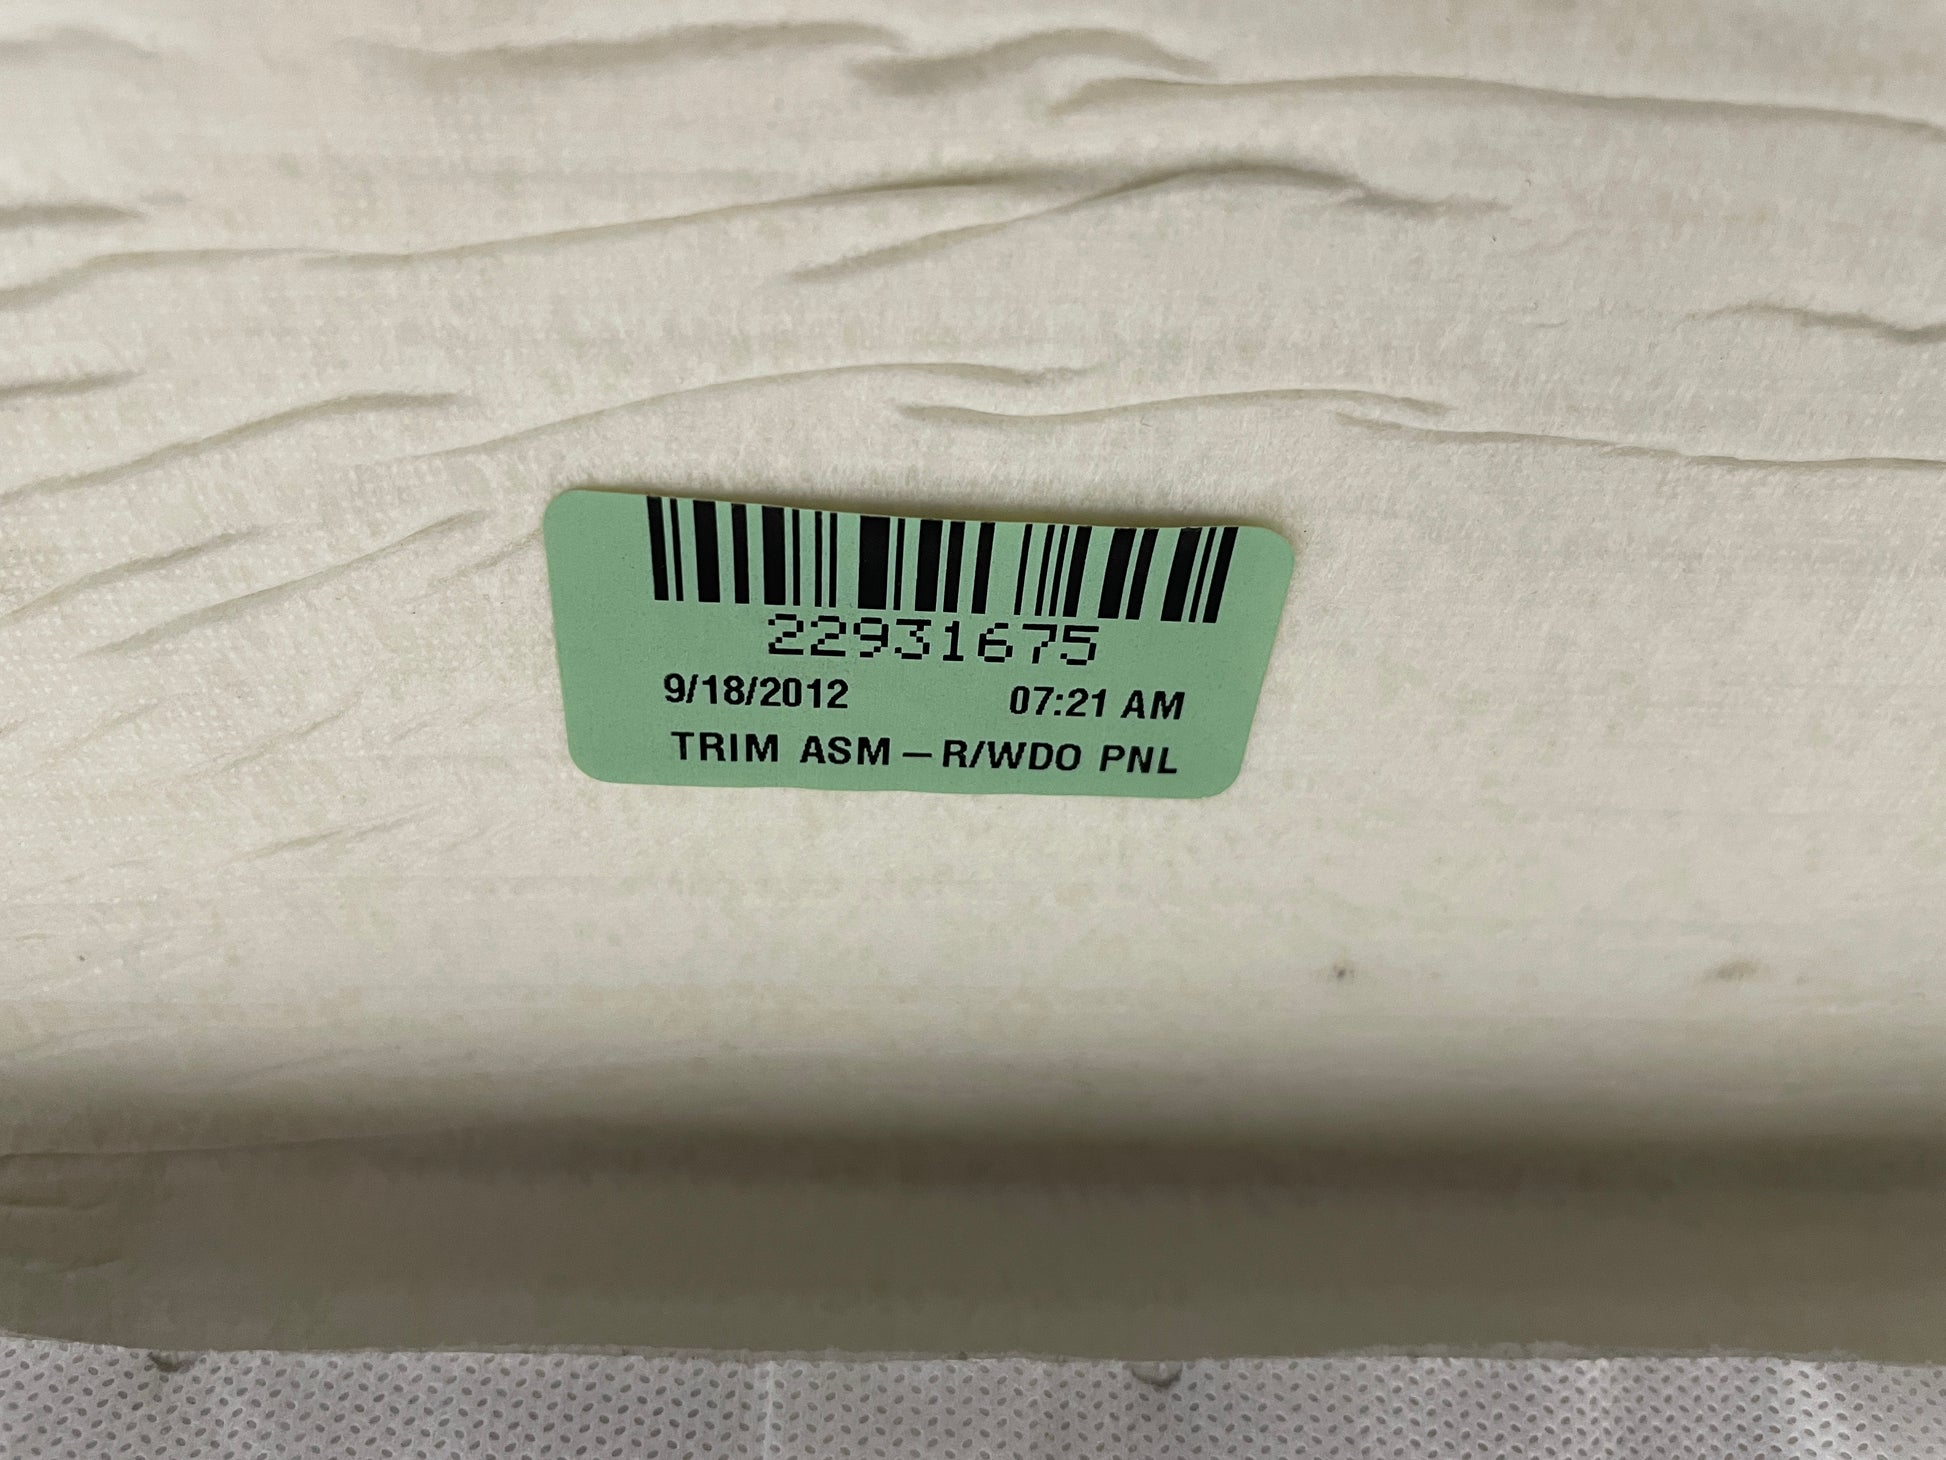 22931675
9/18/2012 07:21 AM
TRIM ASM – R/WDO PNL